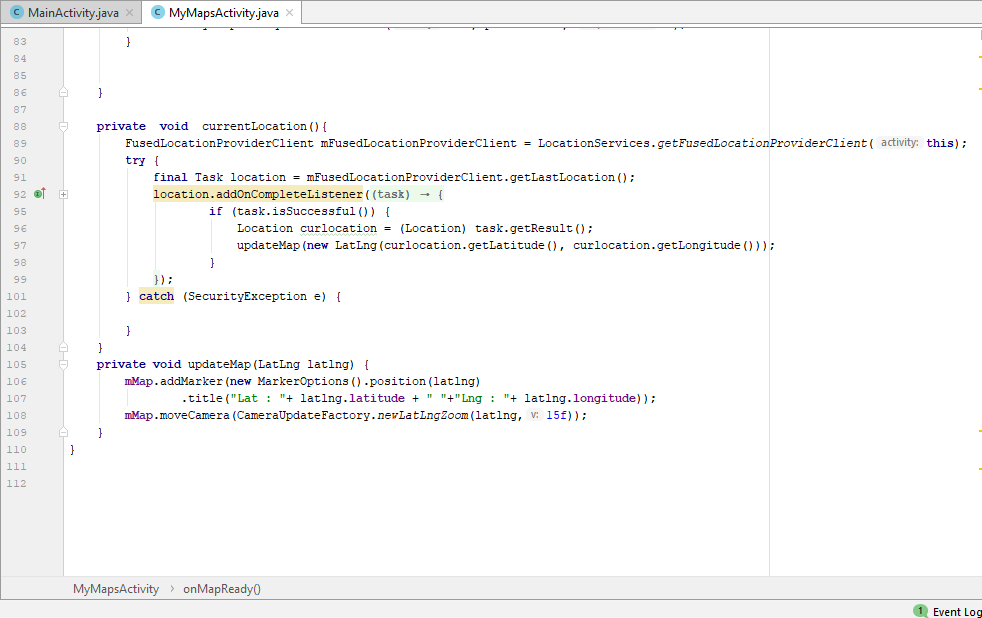 MainActivity.java
MyMapsActivity.java
83 }
84
85
86 }
87
88 private void currentLocation(){
89 FusedLocationProviderClient mFusedLocationProviderClient = LocationServices.getFusedLocationProviderClient( activity: this);
90 try {
91 final Task location = mFusedLocationProviderClient.getLastLocation();
92 location.addOnCompleteListener((task) → {
95 if (task.isSuccessful()) {
96 Location curlocation = (Location) task.getResult();
97 updateMap(new LatLng(curlocation.getLatitude(), curlocation.getLongitude()));
98 }
99 });
101 } catch (SecurityException e) {
102
103 }
104 }
105 private void updateMap(LatLng latlng) {
106 mMap.addMarker(new MarkerOptions().position(latlng)
107 .title("Lat : "+ latlng.latitude + " "+"Lng : "+ latlng.longitude));
108 mMap.moveCamera(CameraUpdateFactory.newLatLngZoom(latlng, v: 15f));
109 }
110 }
111
112
MyMapsActivity › onMapReady()
1 Event Log